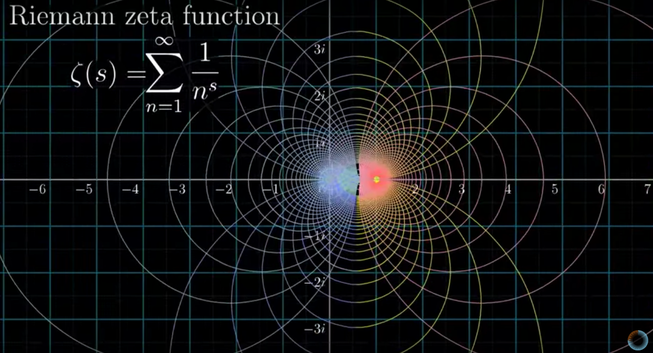 Riemann zeta function
ζ(s) = ∑_{n=1}^{∞} 1/n^s
3i
2i
i
−6 −5 −4 −3 −2 −1 2 3 4 5 6 7
−1i
−2i
−3i